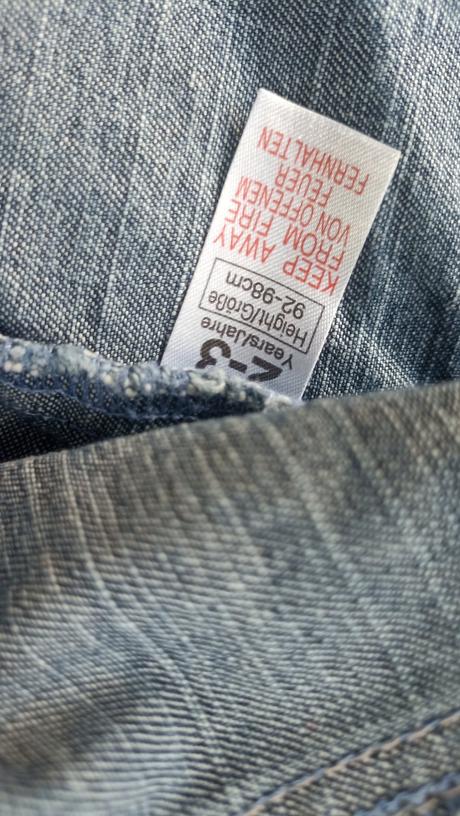 2-3
Years/Jahre
Height/Größe
92-98cm
KEEP AWAY
FROM FIRE
VON OFFENEM
FEUER
FERNHALTEN